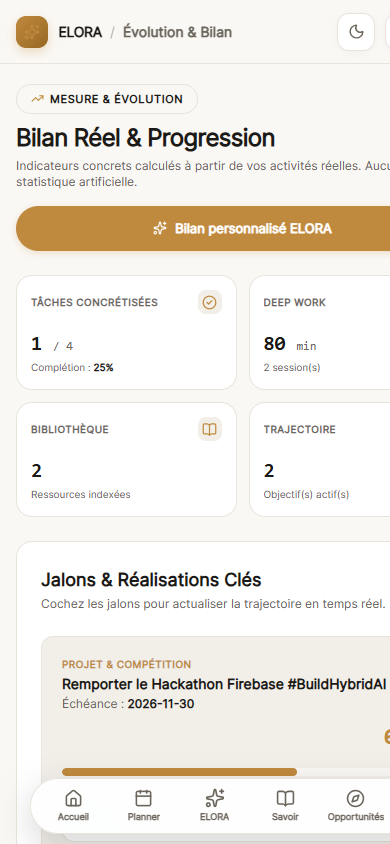 ELORA / Évolution & Bilan
MESURE & ÉVOLUTION
Bilan Réel & Progression
Indicateurs concrets calculés à partir de vos activités réelles.
statistique artificielle.
Bilan personnalisé ELORA
TÂCHES CONCRÉTISÉES
1 / 4
Complétion : 25%
DEEP WORK
80 min
2 session(s)
BIBLIOTHÈQUE
2
Ressources indexées
TRAJECTOIRE
2
Objectif(s) actif(s)
Jalons & Réalisations Clés
Cochez les jalons pour actualiser la trajectoire en temps réel.
PROJET & COMPÉTITION
Remporter le Hackathon Firebase #BuildHybridAI
Échéance : 2026-11-30
Accueil
Planner
ELORA
Savoir
Opportunités